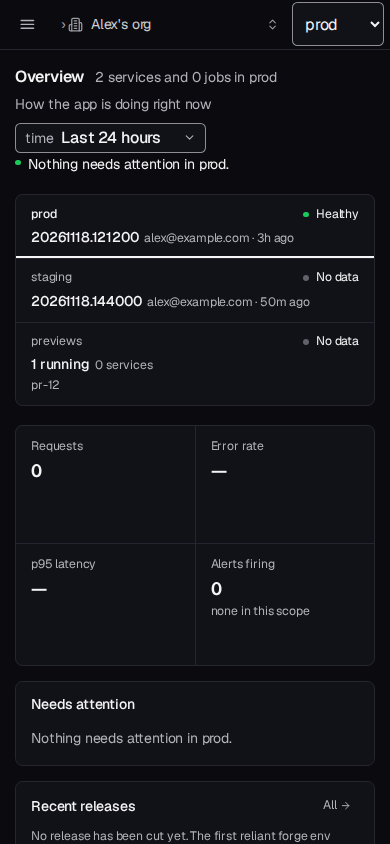 Alex's org
prod
Overview 2 services and 0 jobs in prod
How the app is doing right now
time Last 24 hours
Nothing needs attention in prod.
prod Healthy
20261118.121200 alex@example.com · 3h ago
staging No data
20261118.144000 alex@example.com · 50m ago
previews No data
1 running 0 services
pr-12
Requests Error rate
0 —
p95 latency Alerts firing
— 0
none in this scope
Needs attention
Nothing needs attention in prod.
Recent releases All →
No release has been cut yet. The first reliant forge env